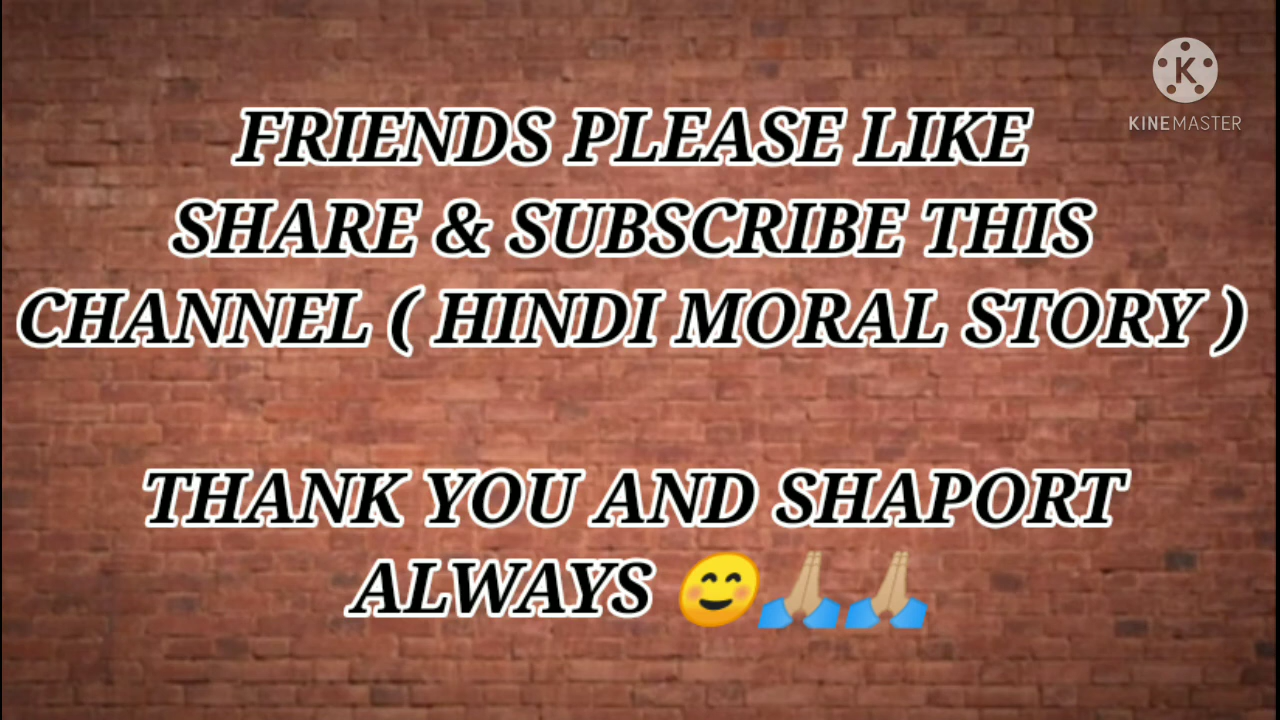 KINEMASTER
FRIENDS PLEASE LIKE
SHARE & SUBSCRIBE THIS
CHANNEL ( HINDI MORAL STORY )
THANK YOU AND SHAPORT
ALWAYS 😊🙏🏼🙏🏼